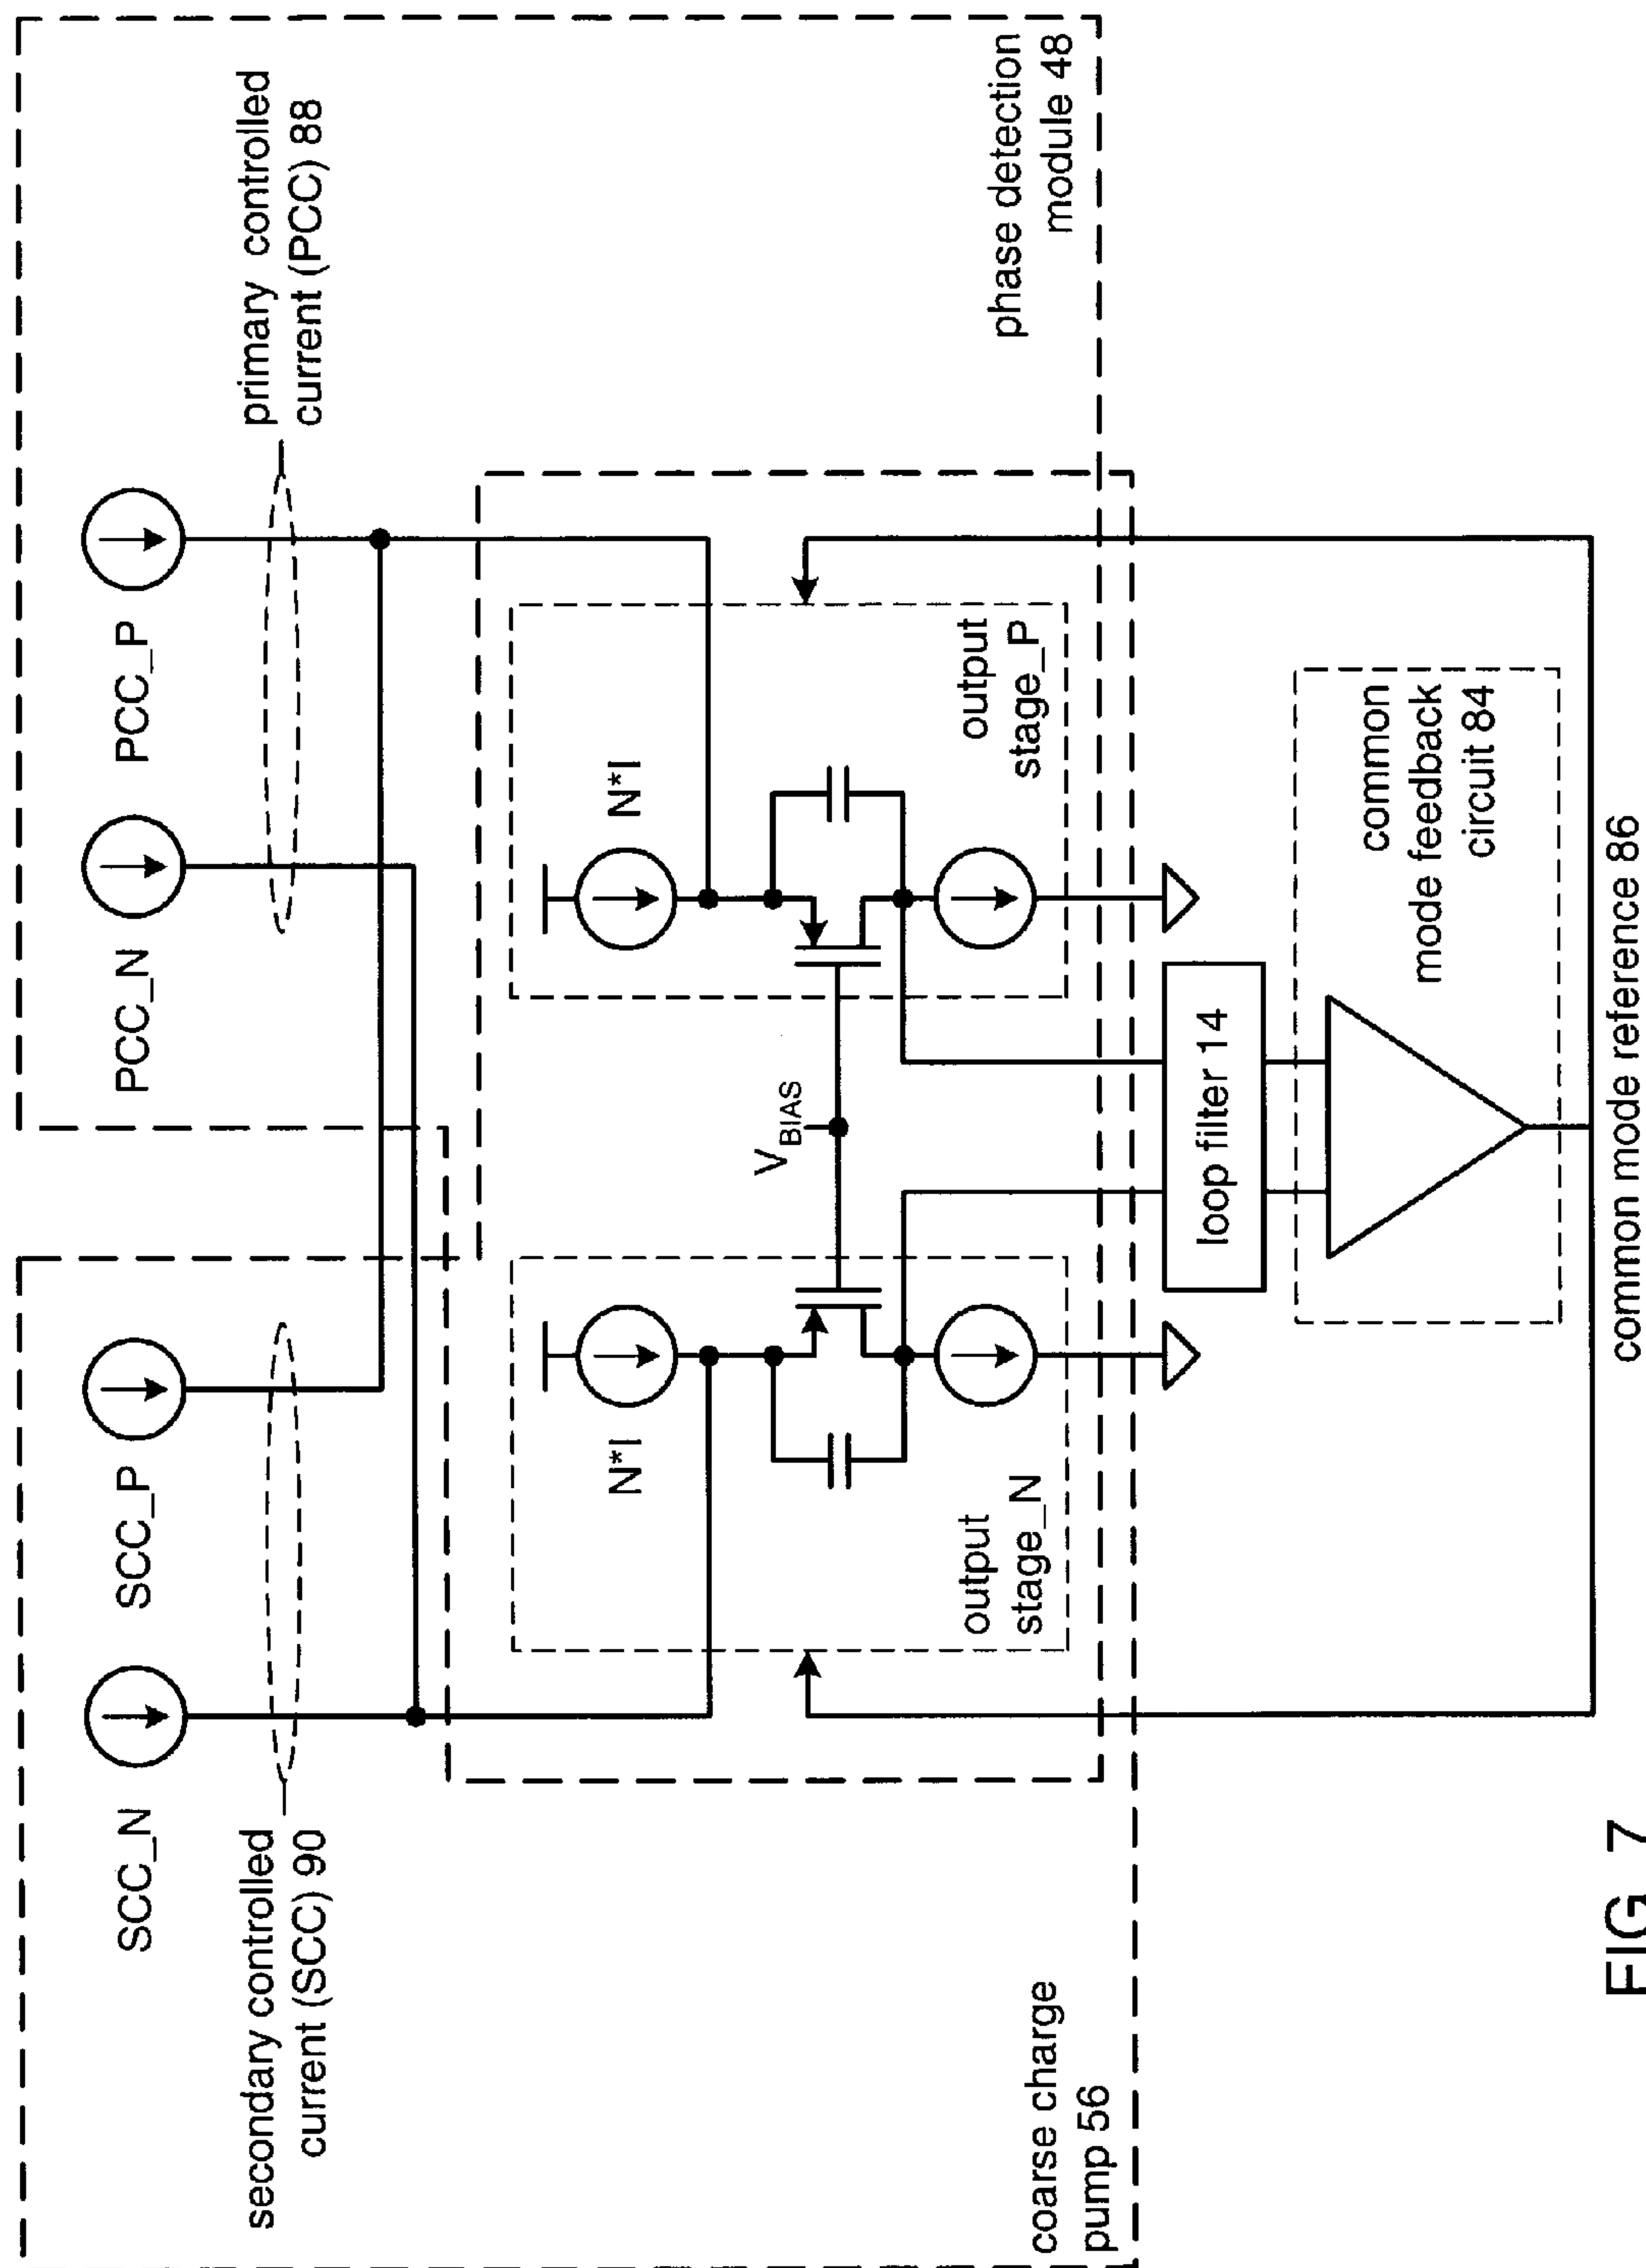 SCC_N
SCC_P
PCC_N
PCC_P
secondary controlled
current (SCC) 90
primary controlled
current (PCC) 88
N*I
N*I
V_BIAS
output
stage_N
output
stage_P
coarse charge
pump 56
phase detection
module 48
loop filter 14
common
mode feedback
circuit 84
common mode reference 86
FIG. 7